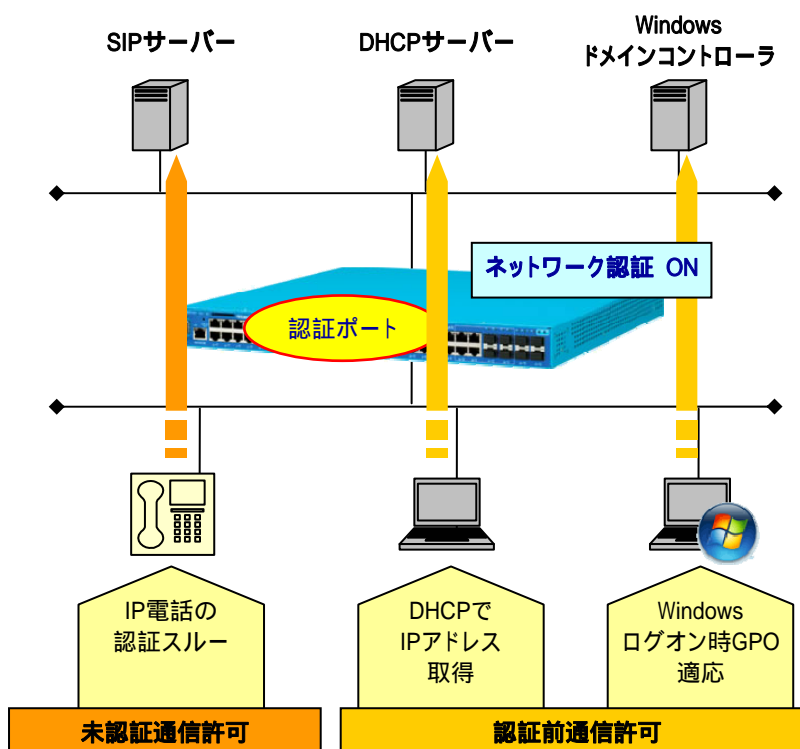 SIPサーバー
DHCPサーバー
Windows
ドメインコントローラ
ネットワーク認証 ON
認証ポート
IP電話の
認証スルー
DHCPで
IPアドレス
取得
Windows
ログオン時GPO
適応
未認証通信許可
認証前通信許可